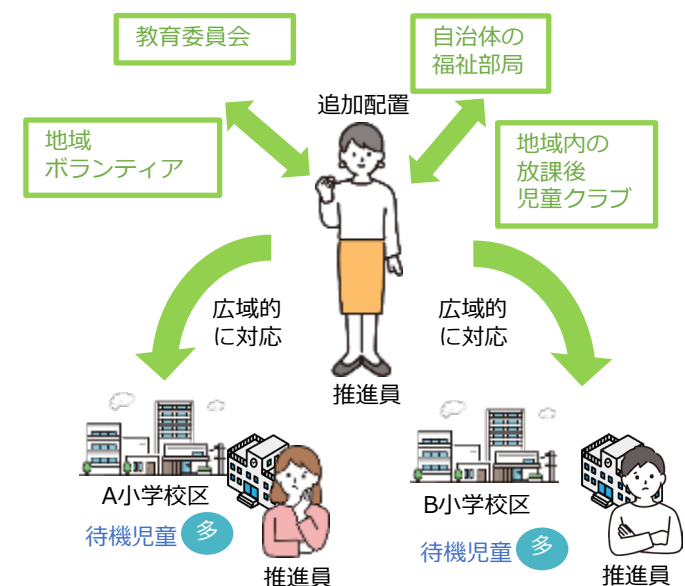 教育委員会
自治体の
福祉部局
追加配置
地域
ボランティア
地域内の
放課後
児童クラブ
広域的
に対応
広域的
に対応
推進員
A小学校区
待機児童 多
推進員
B小学校区
待機児童 多
推進員